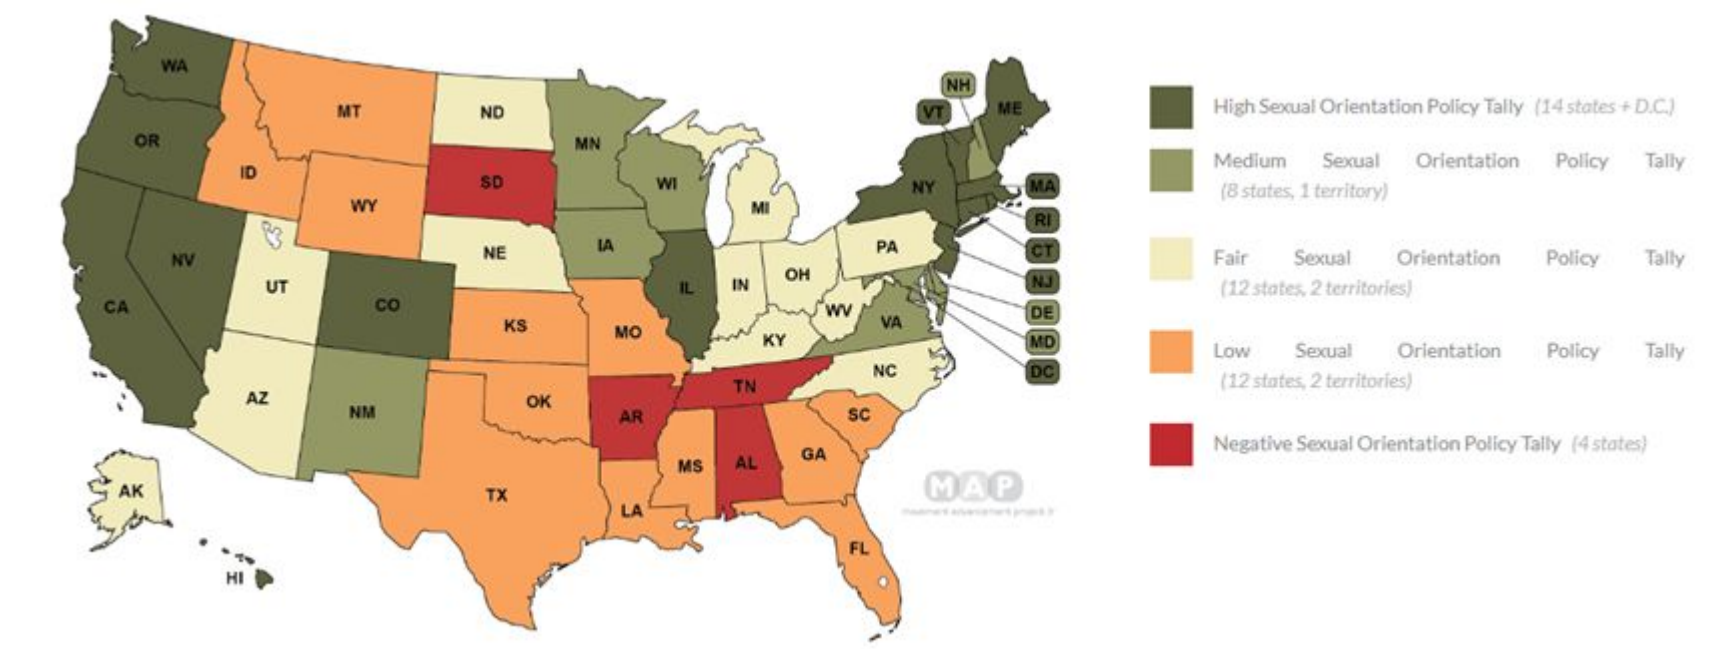 WA
MT
ND
MN
OR
ID
SD
WI
WY
MI
NH
VT
ME
NY
MA
RI
CT
NJ
DE
MD
DC
NV
UT
CO
NE
IA
IL
IN
OH
PA
WV
VA
CA
KS
MO
KY
NC
AZ
NM
OK
AR
TN
SC
TX
LA
MS
AL
GA
FL
AK
HI
MAP
movement advancement project
High Sexual Orientation Policy Tally (14 states + D.C.)
Medium Sexual Orientation Policy Tally
(8 states, 1 territory)
Fair Sexual Orientation Policy Tally
(12 states, 2 territories)
Low Sexual Orientation Policy Tally
(12 states, 2 territories)
Negative Sexual Orientation Policy Tally (4 states)